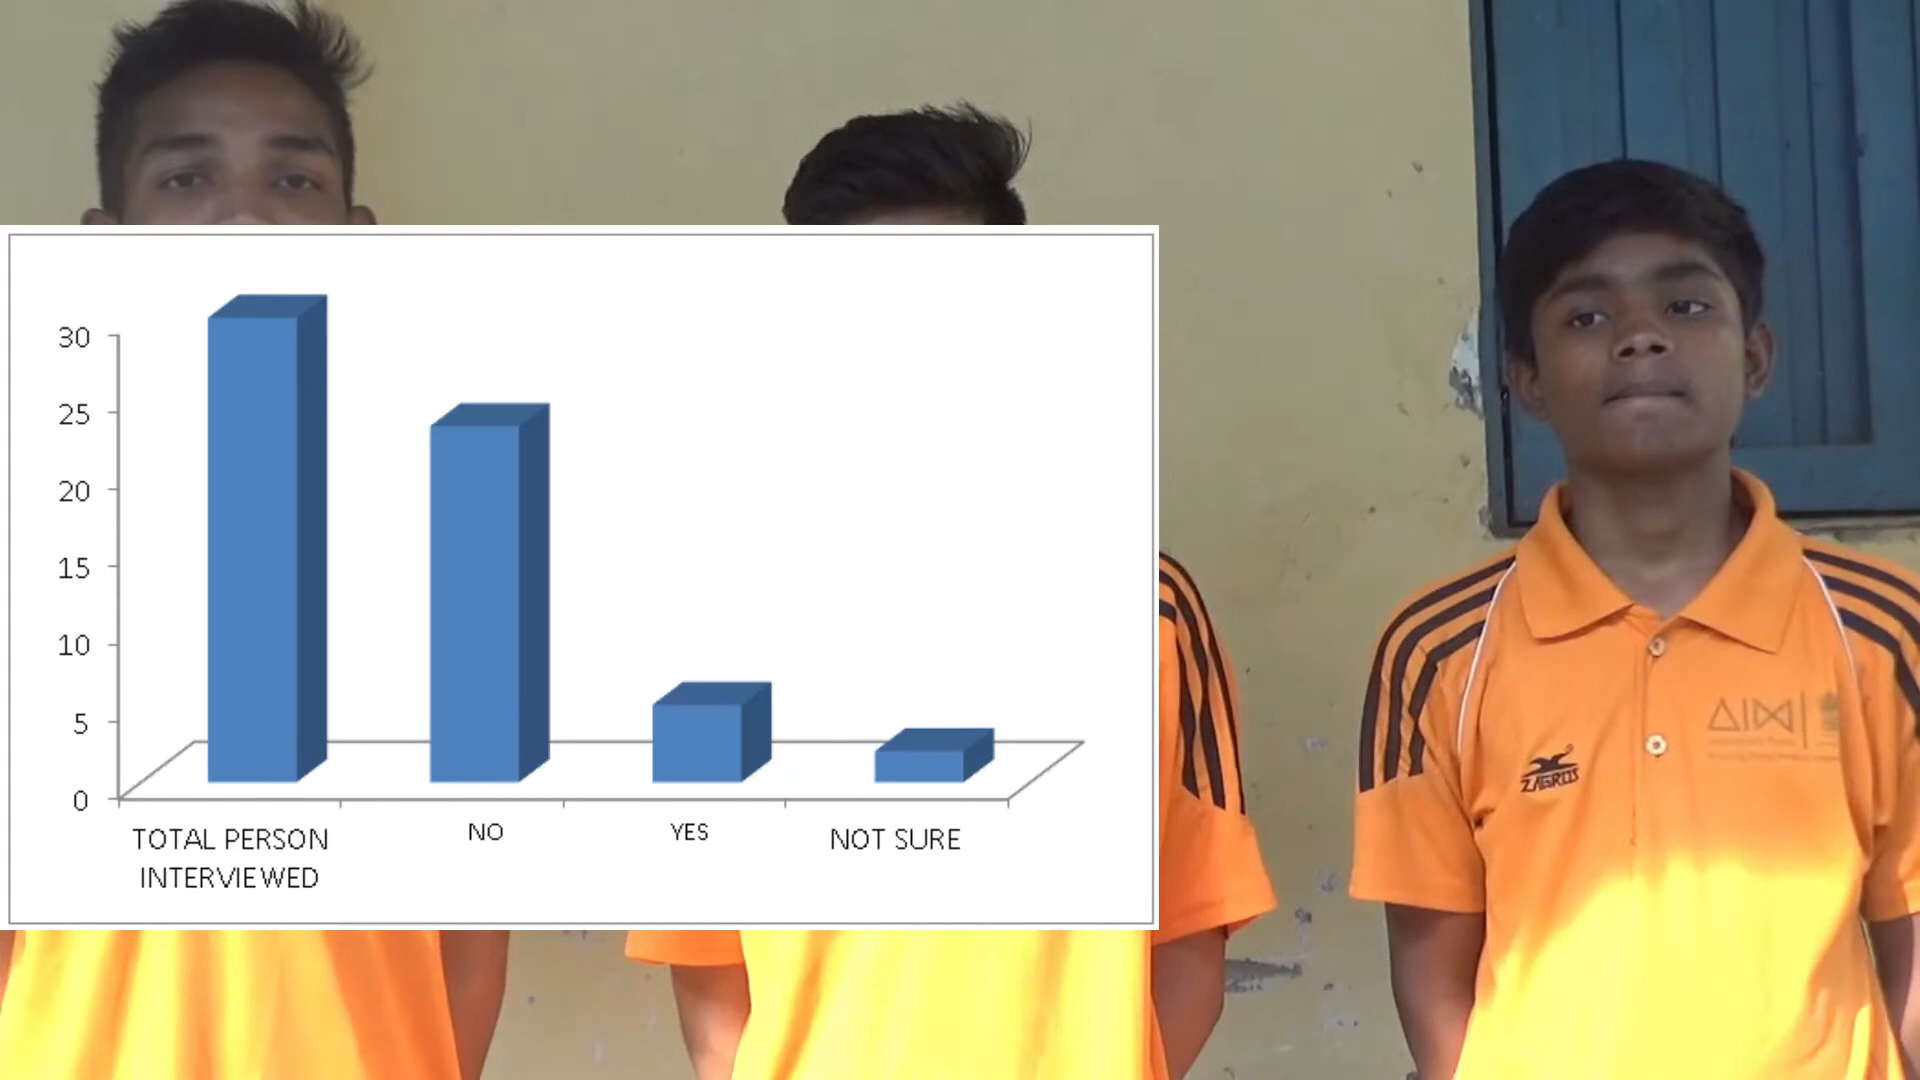 30
25
20
15
10
5
0
TOTAL PERSON
INTERVIEWED
NO
YES
NOT SURE
AIM
ZAGROS